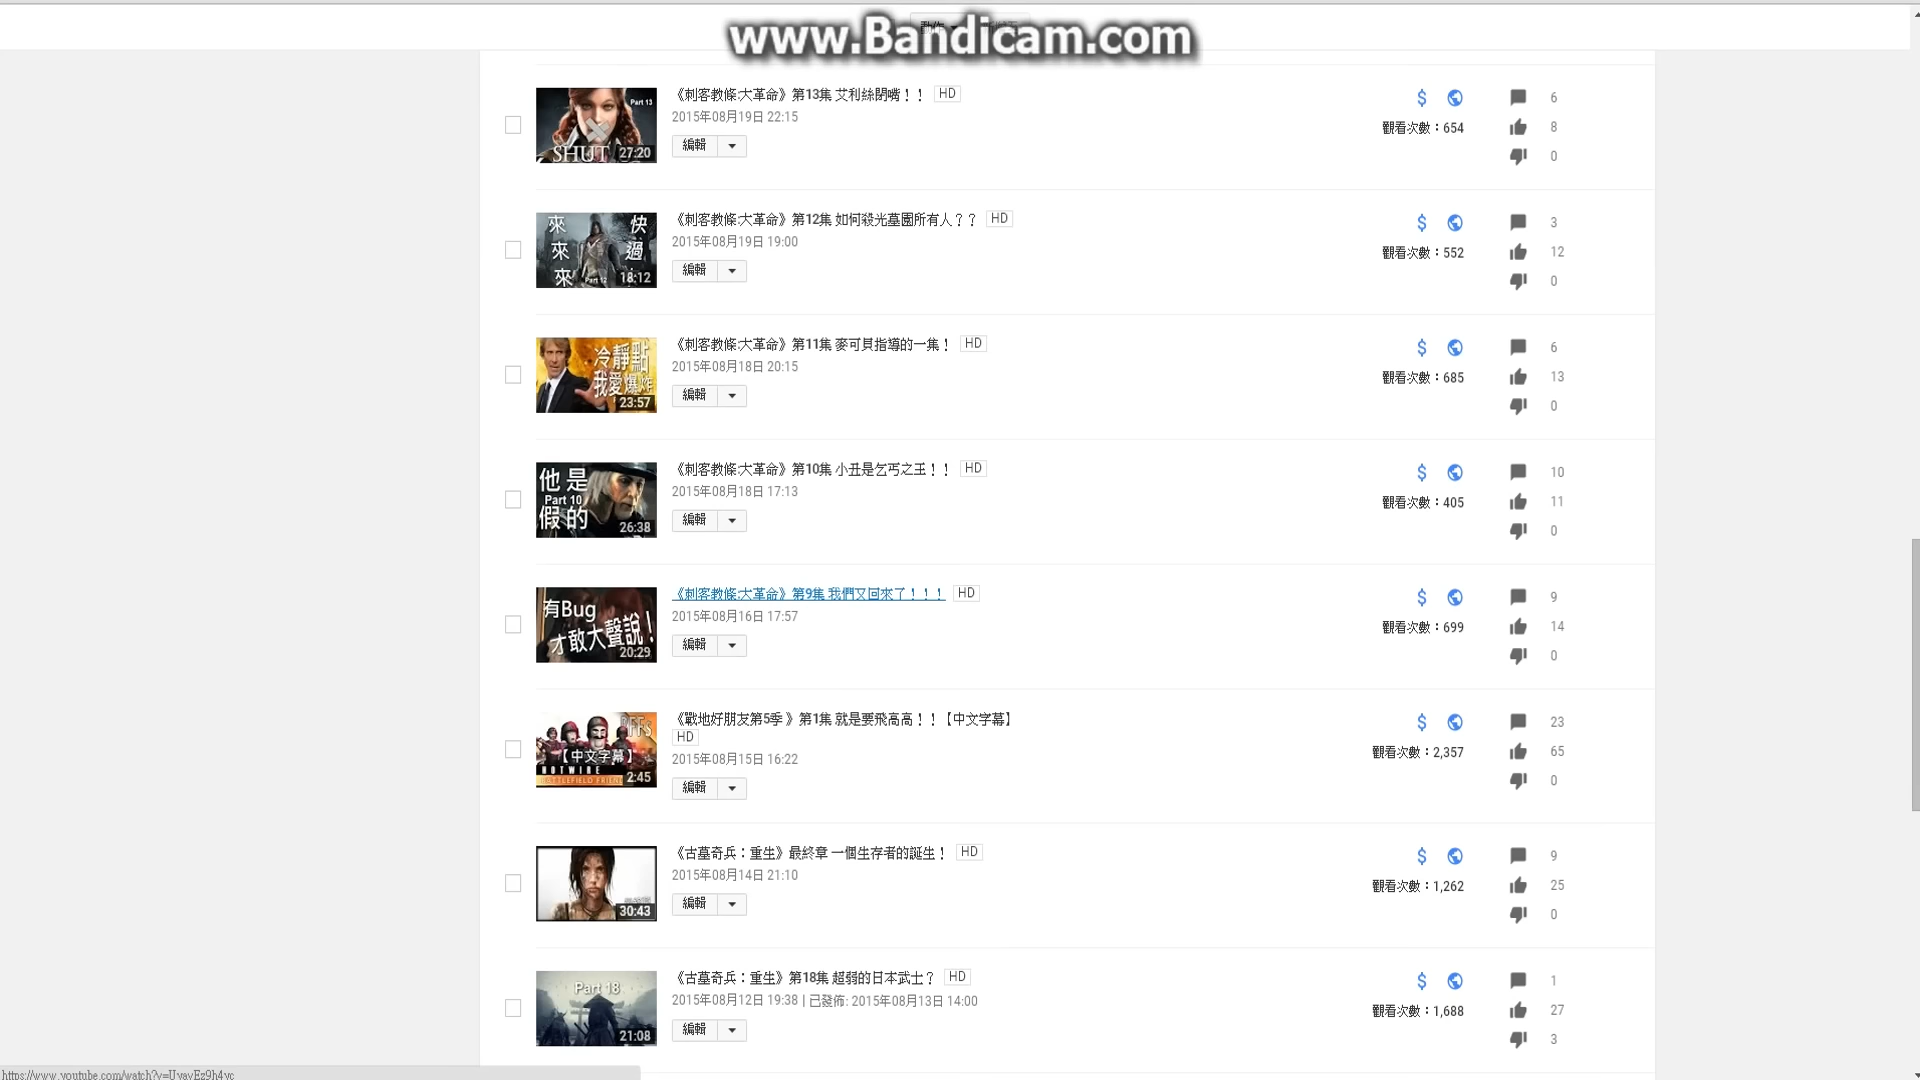 www.Bandicam.com
《刺客教條:大革命》第13集 艾利絲閉嘴！！ HD
2015年08月19日 22:15
編輯
Part 13
SHUT 27:20
觀看次數：654
6
8
0
《刺客教條:大革命》第12集 如何殺光墓園所有人？？ HD
2015年08月19日 19:00
編輯
來 快
來 過
來 Part 12 18:12
觀看次數：552
3
12
0
《刺客教條:大革命》第11集 麥可貝指導的一集！ HD
2015年08月18日 20:15
編輯
冷靜點
我愛爆炸
23:57
觀看次數：685
6
13
0
《刺客教條:大革命》第10集 小丑是乞丐之王！！ HD
2015年08月18日 17:13
編輯
他是
Part 10
假的
26:38
觀看次數：405
10
11
0
《刺客教條:大革命》第9集 我們又回來了！！！ HD
2015年08月16日 17:57
編輯
有Bug
才敢大聲說！
20:29
觀看次數：699
9
14
0
《戰地好朋友第5季 》第1集 就是要飛高高！！【中文字幕】
HD
2015年08月15日 16:22
編輯
BFFs
【中文字幕】
HOTWIRE
BATTLEFIELD FRIEND
2:45
觀看次數：2,357
23
65
0
《古墓奇兵：重生》最終章 一個生存者的誕生！ HD
2015年08月14日 21:10
編輯
30:43
觀看次數：1,262
9
25
0
《古墓奇兵：重生》第18集 超弱的日本武士？ HD
2015年08月12日 19:38 | 已發佈: 2015年08月13日 14:00
編輯
Part 18
21:08
觀看次數：1,688
1
27
3
https://www.youtube.com/watch?v=UyayEz9h4yc